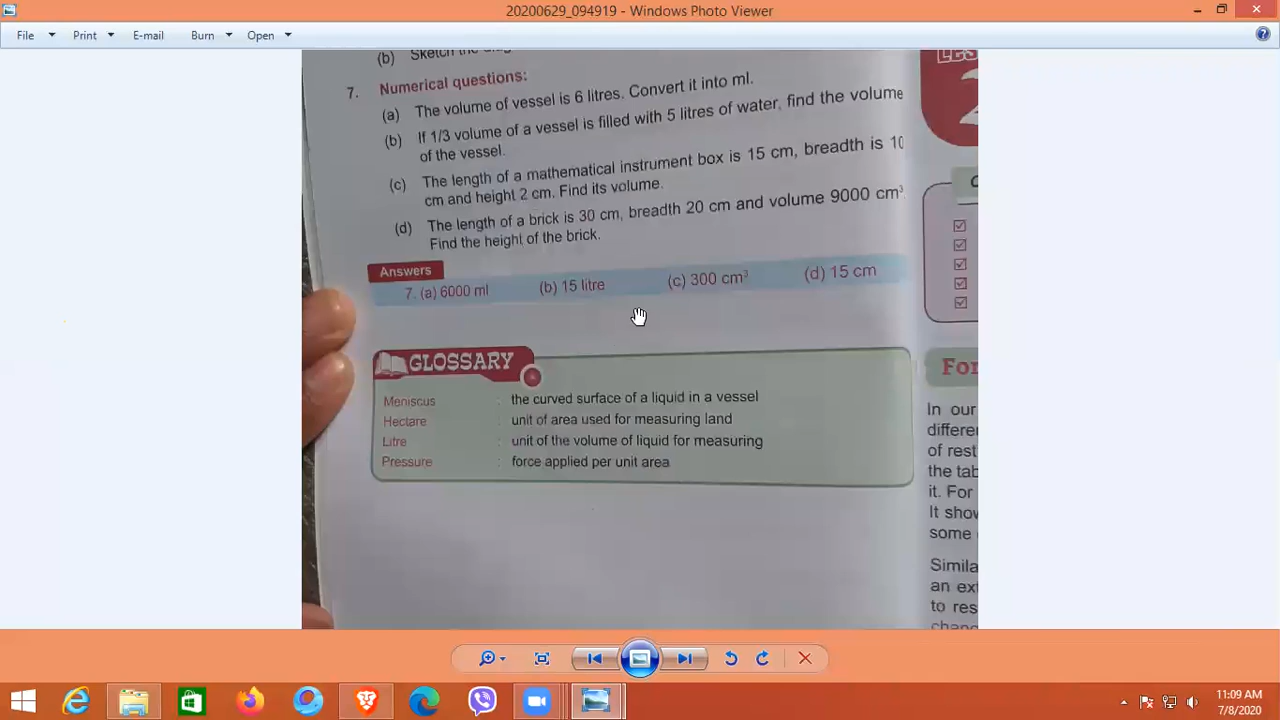 20200629_094919 - Windows Photo Viewer
File Print E-mail Burn Open
(b) Sketch the
7. Numerical questions:
(a) The volume of vessel is 6 litres. Convert it into ml.
(b) If 1/3 volume of a vessel is filled with 5 litres of water, find the volume
of the vessel.
(c) The length of a mathematical instrument box is 15 cm, breadth is 10
cm and height 2 cm. Find its volume.
(d) The length of a brick is 30 cm, breadth 20 cm and volume 9000 cm³
Find the height of the brick.
Answers
7. (a) 6000 ml (b) 15 litre (c) 300 cm³ (d) 15 cm
GLOSSARY
Meniscus : the curved surface of a liquid in a vessel
Hectare : unit of area used for measuring land
Litre : unit of the volume of liquid for measuring
Pressure : force applied per unit area
2
For
In our
differe
of rest
the tab
it. For
It show
some
Simila
an ext
to res
chang
11:09 AM
7/8/2020